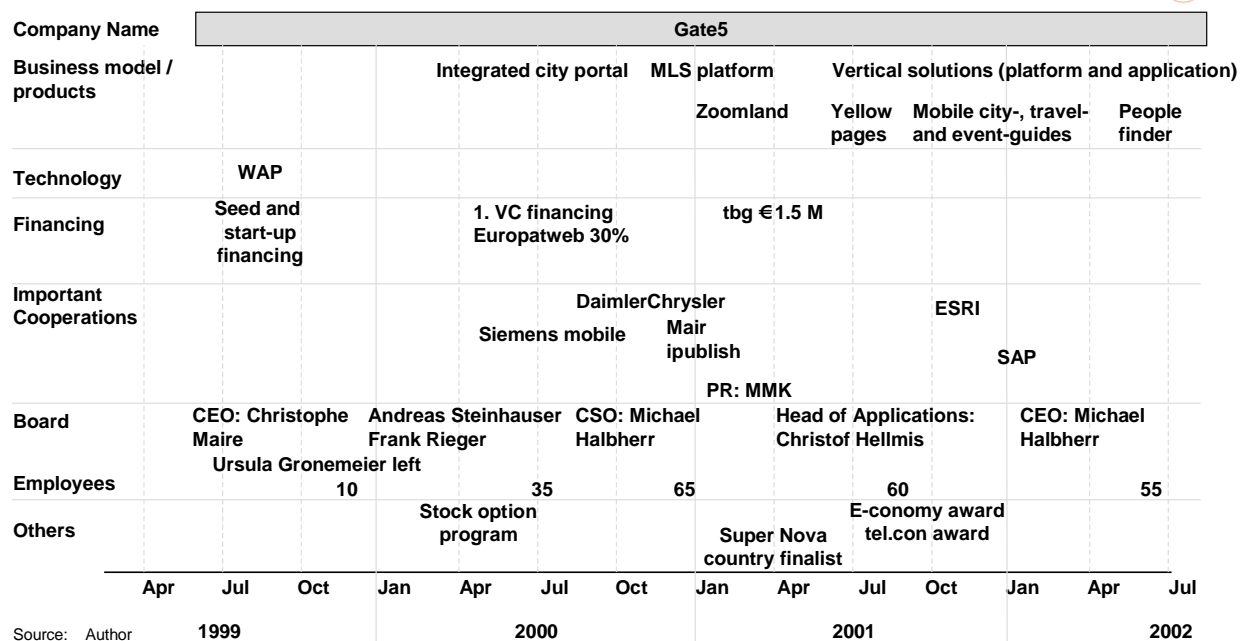 Company Name
Gate5
Business model /
products
Integrated city portal
MLS platform
Vertical solutions (platform and application)
Zoomland
Yellow
pages
Mobile city-, travel-
and event-guides
People
finder
Technology
WAP
Financing
Seed and
start-up
financing
1. VC financing
Europatweb 30%
tbg €1.5 M
Important
Cooperations
DaimlerChrysler
Siemens mobile
Mair
ipublish
PR: MMK
ESRI
SAP
Board
CEO: Christophe
Maire
Ursula Gronemeier left
Andreas Steinhauser
Frank Rieger
CSO: Michael
Halbherr
Head of Applications:
Christof Hellmis
CEO: Michael
Halbherr
Employees
10
35
65
60
55
Others
Stock option
program
Super Nova
country finalist
E-conomy award
tel.con award
Apr Jul Oct Jan Apr Jul Oct Jan Apr Jul Oct Jan Apr Jul
Source: Author 1999 2000 2001 2002